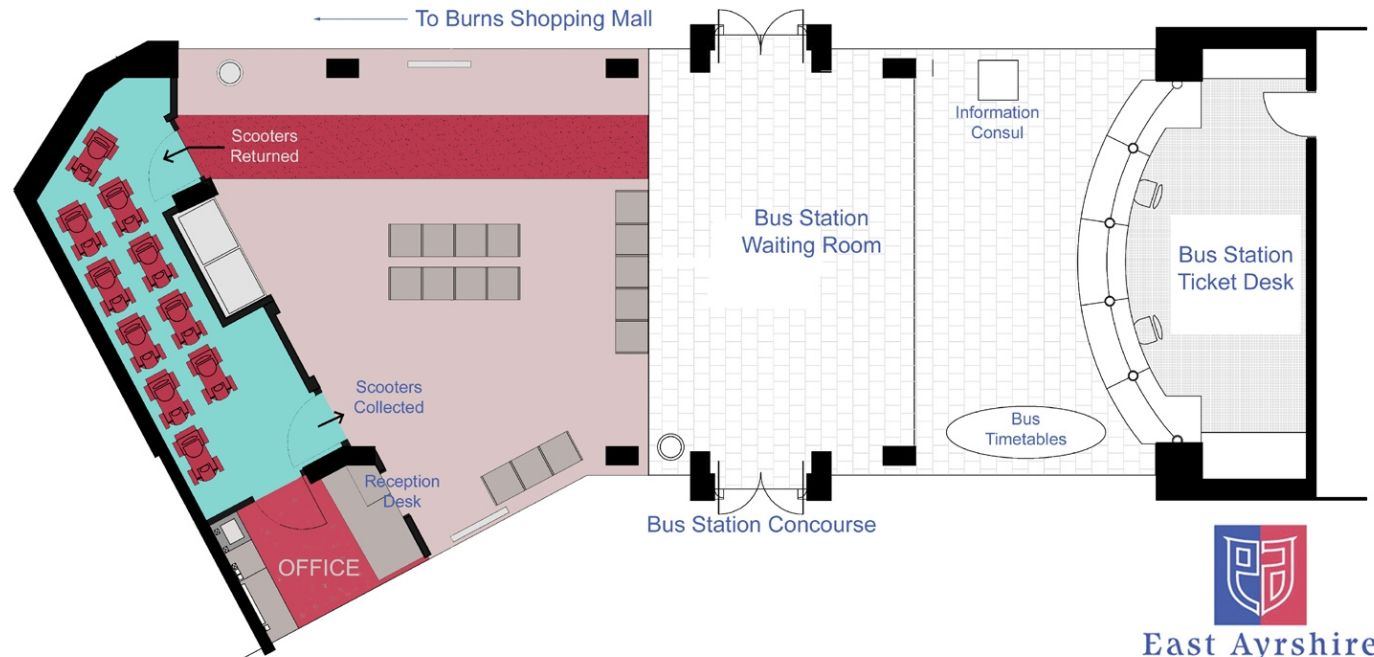 To Burns Shopping Mall
Scooters
Returned
Information
Consul
Bus Station
Waiting Room
Bus Station
Ticket Desk
Scooters
Collected
Bus
Timetables
Reception
Desk
Bus Station Concourse
OFFICE
East Ayrshire